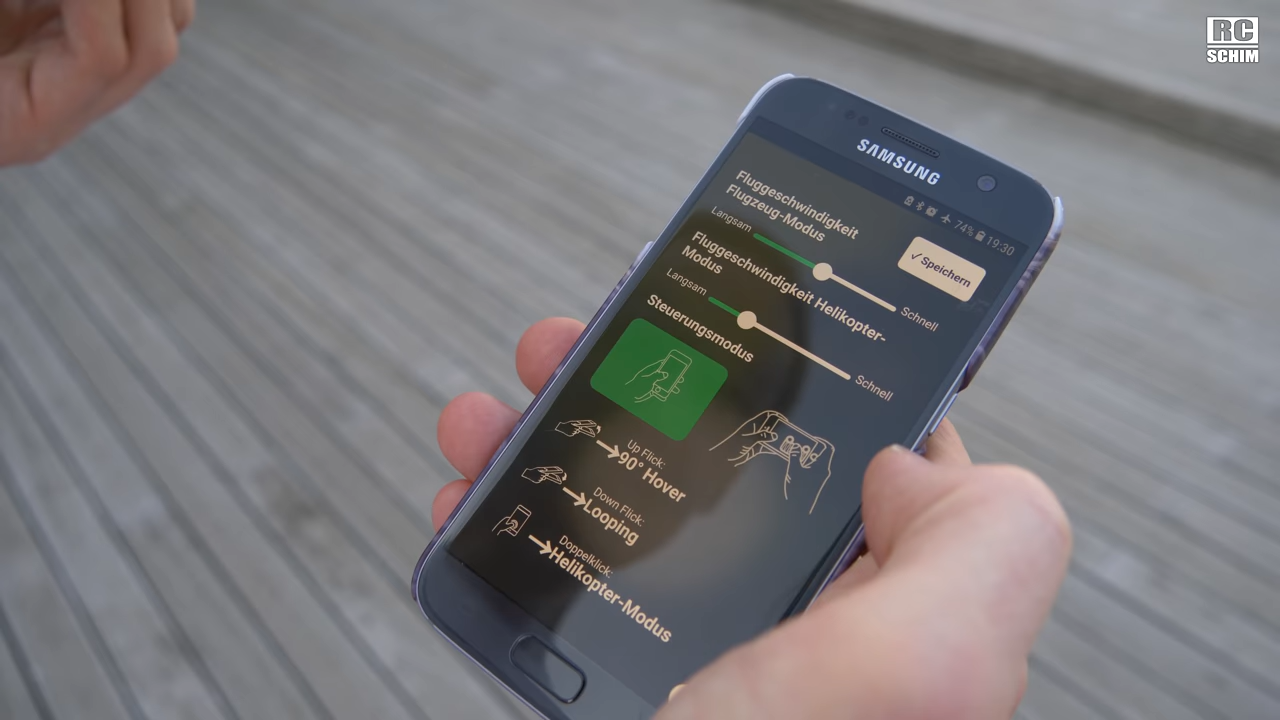 RC
SCHIM
SAMSUNG
74% 19:30
Fluggeschwindigkeit
Flugzeug-Modus
✓ Speichern
Langsam
Schnell
Fluggeschwindigkeit Helikopter-
Modus
Langsam
Schnell
Steuerungsmodus
Up Flick:
90° Hover
Down Flick:
Looping
Doppelklick:
Helikopter-Modus